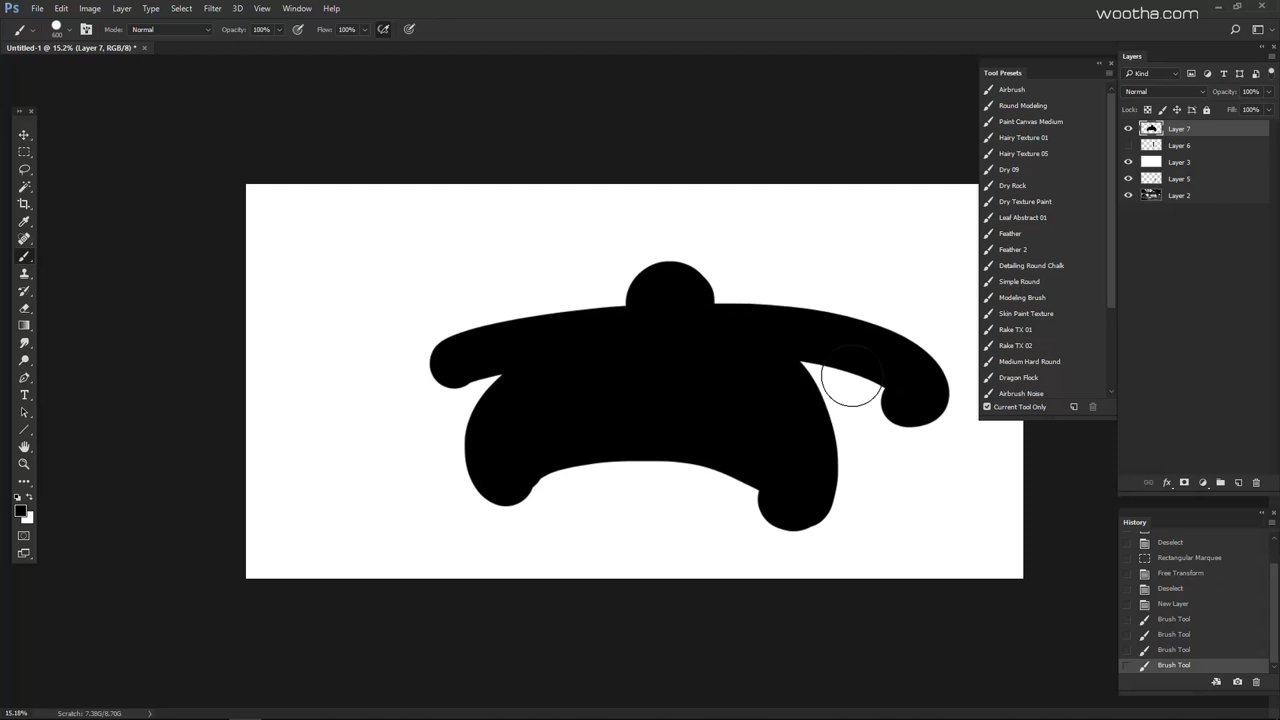 Ps File Edit Image Layer Type Select Filter 3D View Window Help
wootha.com
600 Mode: Normal Opacity: 100% Flow: 100%
Untitled-1 @ 15.2% (Layer 7, RGB/8) *
Tool Presets
Airbrush
Round Modeling
Paint Canvas Medium
Hairy Texture 01
Hairy Texture 05
Dry 09
Dry Rock
Dry Texture Paint
Leaf Abstract 01
Feather
Feather 2
Detailing Round Chalk
Simple Round
Modeling Brush
Skin Paint Texture
Rake TX 01
Rake TX 02
Medium Hard Round
Dragon Flock
Airbrush Noise
Current Tool Only
Layers
Kind
Normal Opacity: 100%
Lock: Fill: 100%
Layer 7
Layer 6
Layer 3
Layer 5
Layer 2
History
Deselect
Rectangular Marquee
Free Transform
Deselect
New Layer
Brush Tool
Brush Tool
Brush Tool
Brush Tool
15.18% Scratch: 7.38G/8.70G